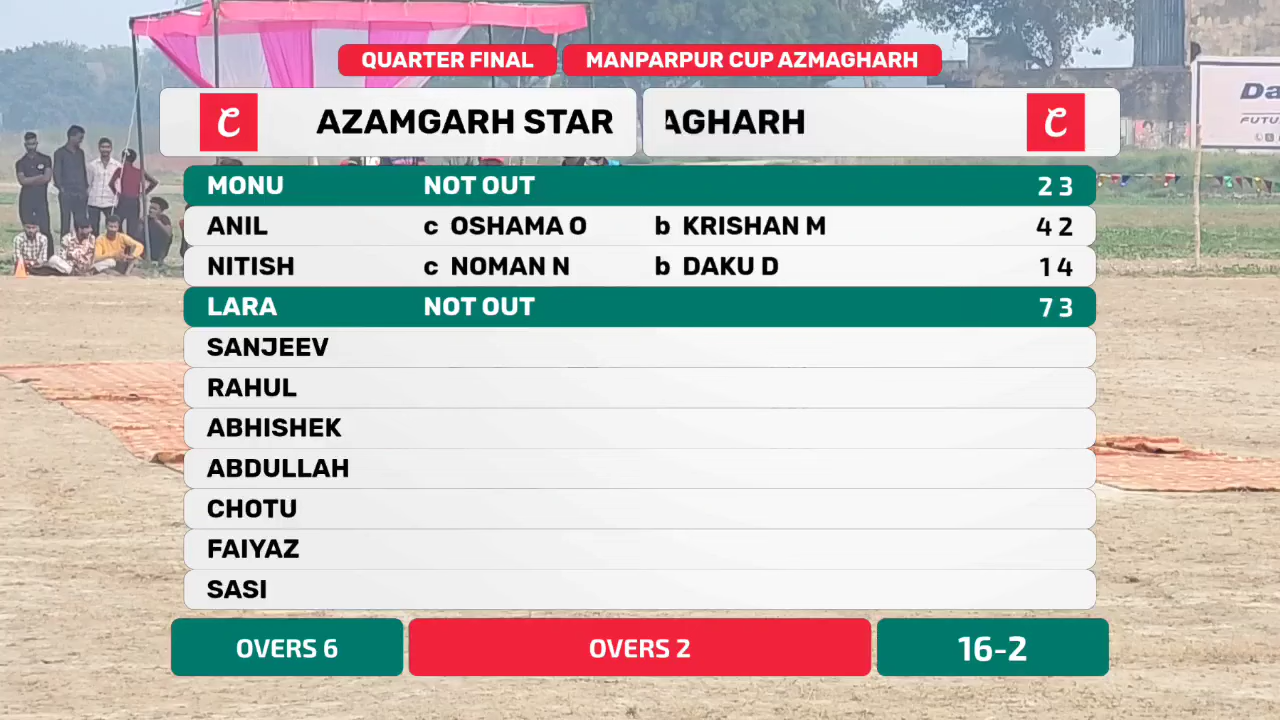 QUARTER FINAL MANPARPUR CUP AZMAGHARH
AZAMGARH STAR AGHARH
MONU NOT OUT 2 3
ANIL c OSHAMA O b KRISHAN M 4 2
NITISH c NOMAN N b DAKU D 1 4
LARA NOT OUT 7 3
SANJEEV
RAHUL
ABHISHEK
ABDULLAH
CHOTU
FAIYAZ
SASI
OVERS 6 OVERS 2 16-2
Da
FUTU